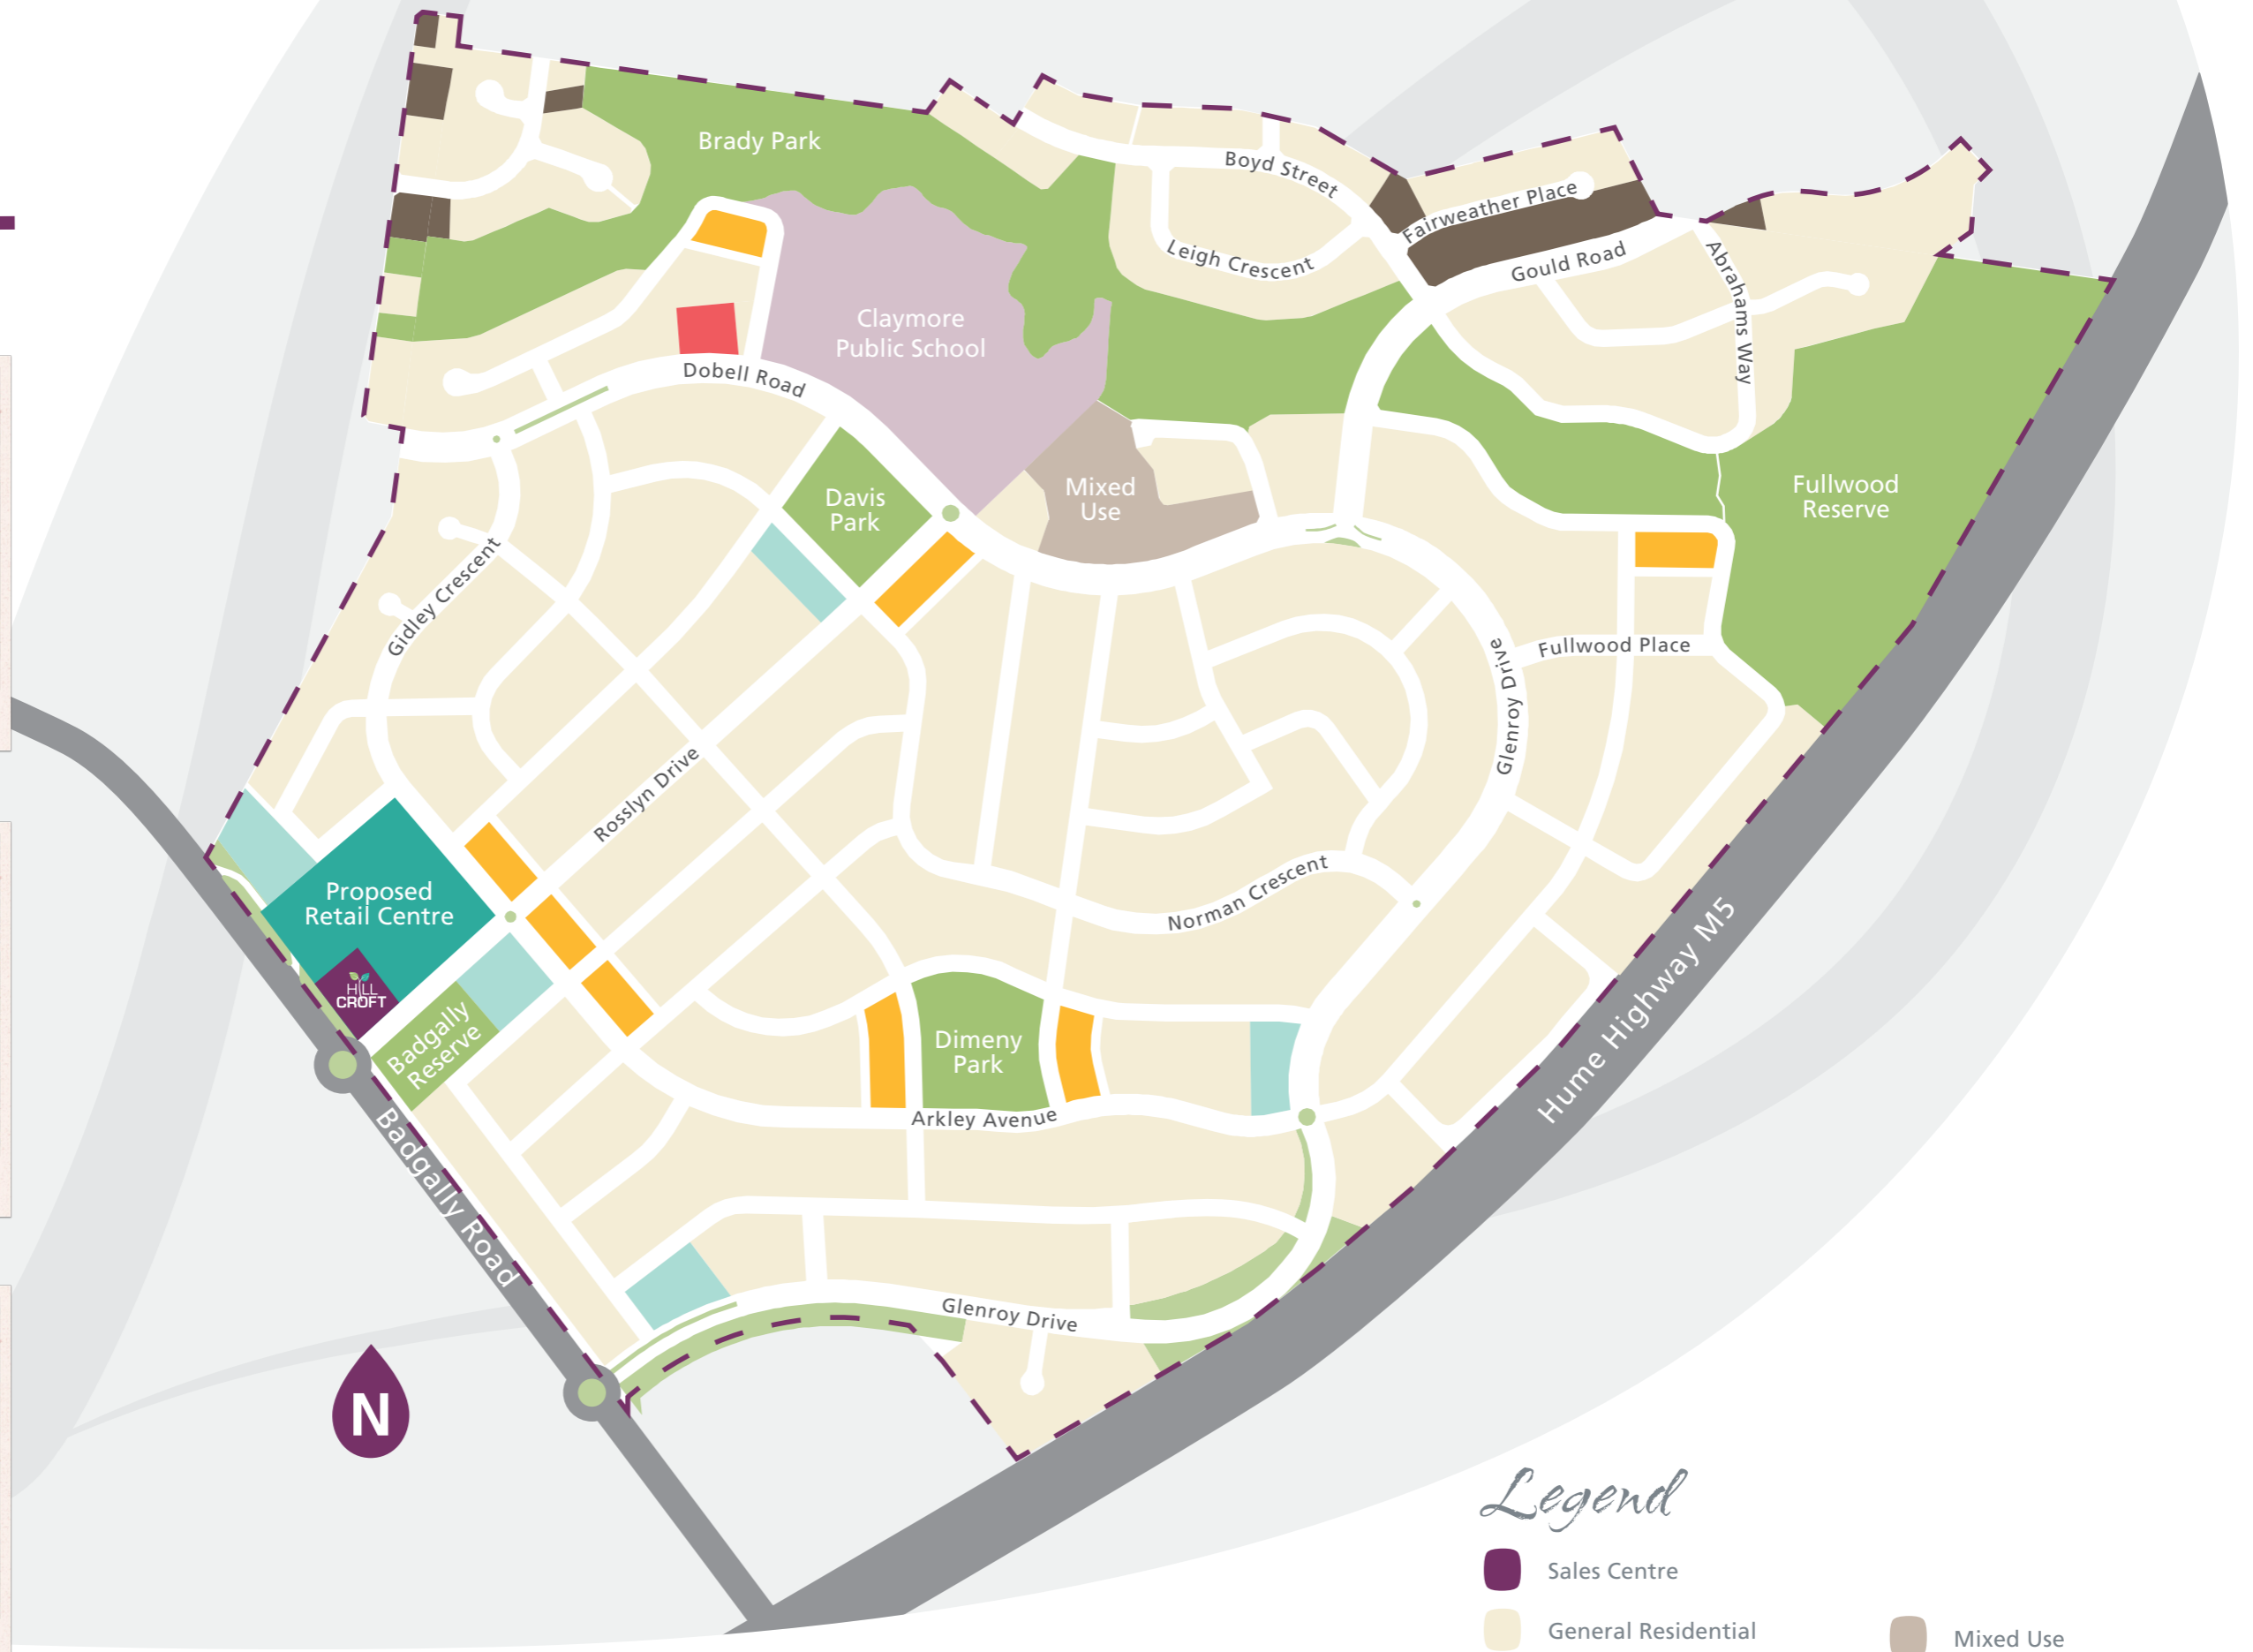 Brady Park
Boyd Street
Fairweather Place
Leigh Crescent
Gould Road
Abrahams Way
Claymore
Public School
Dobell Road
Davis
Park
Mixed
Use
Fullwood
Reserve
Gidley Crescent
Fullwood Place
Glenroy Drive
Rosslyn Drive
Proposed
Retail Centre
Norman Crescent
HILL
CROFT
Badgally
Reserve
Dimeny
Park
Arkley Avenue
Hume Highway M5
Badgally Road
Glenroy Drive
N
Legend
Sales Centre
General Residential
Mixed Use